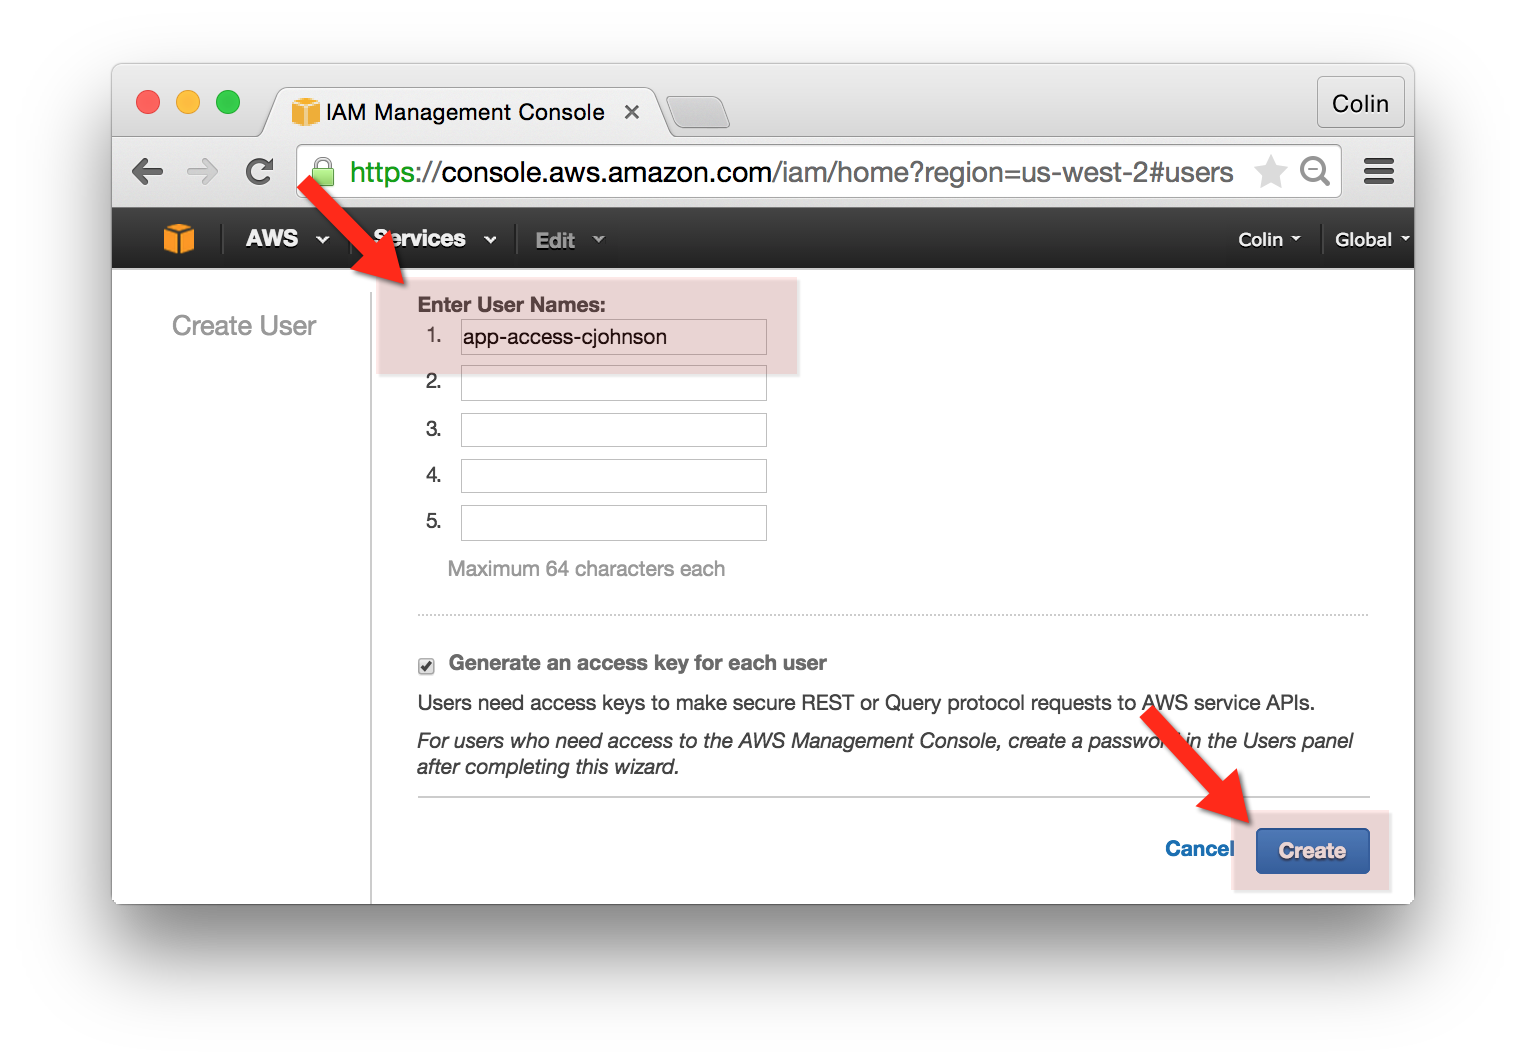 IAM Management Console
Colin
https://console.aws.amazon.com/iam/home?region=us-west-2#users
AWS Services Edit Colin Global
Create User
Enter User Names:
1. app-access-cjohnson
2.
3.
4.
5.
Maximum 64 characters each
Generate an access key for each user
Users need access keys to make secure REST or Query protocol requests to AWS service APIs.
For users who need access to the AWS Management Console, create a password in the Users panel
after completing this wizard.
Cancel Create